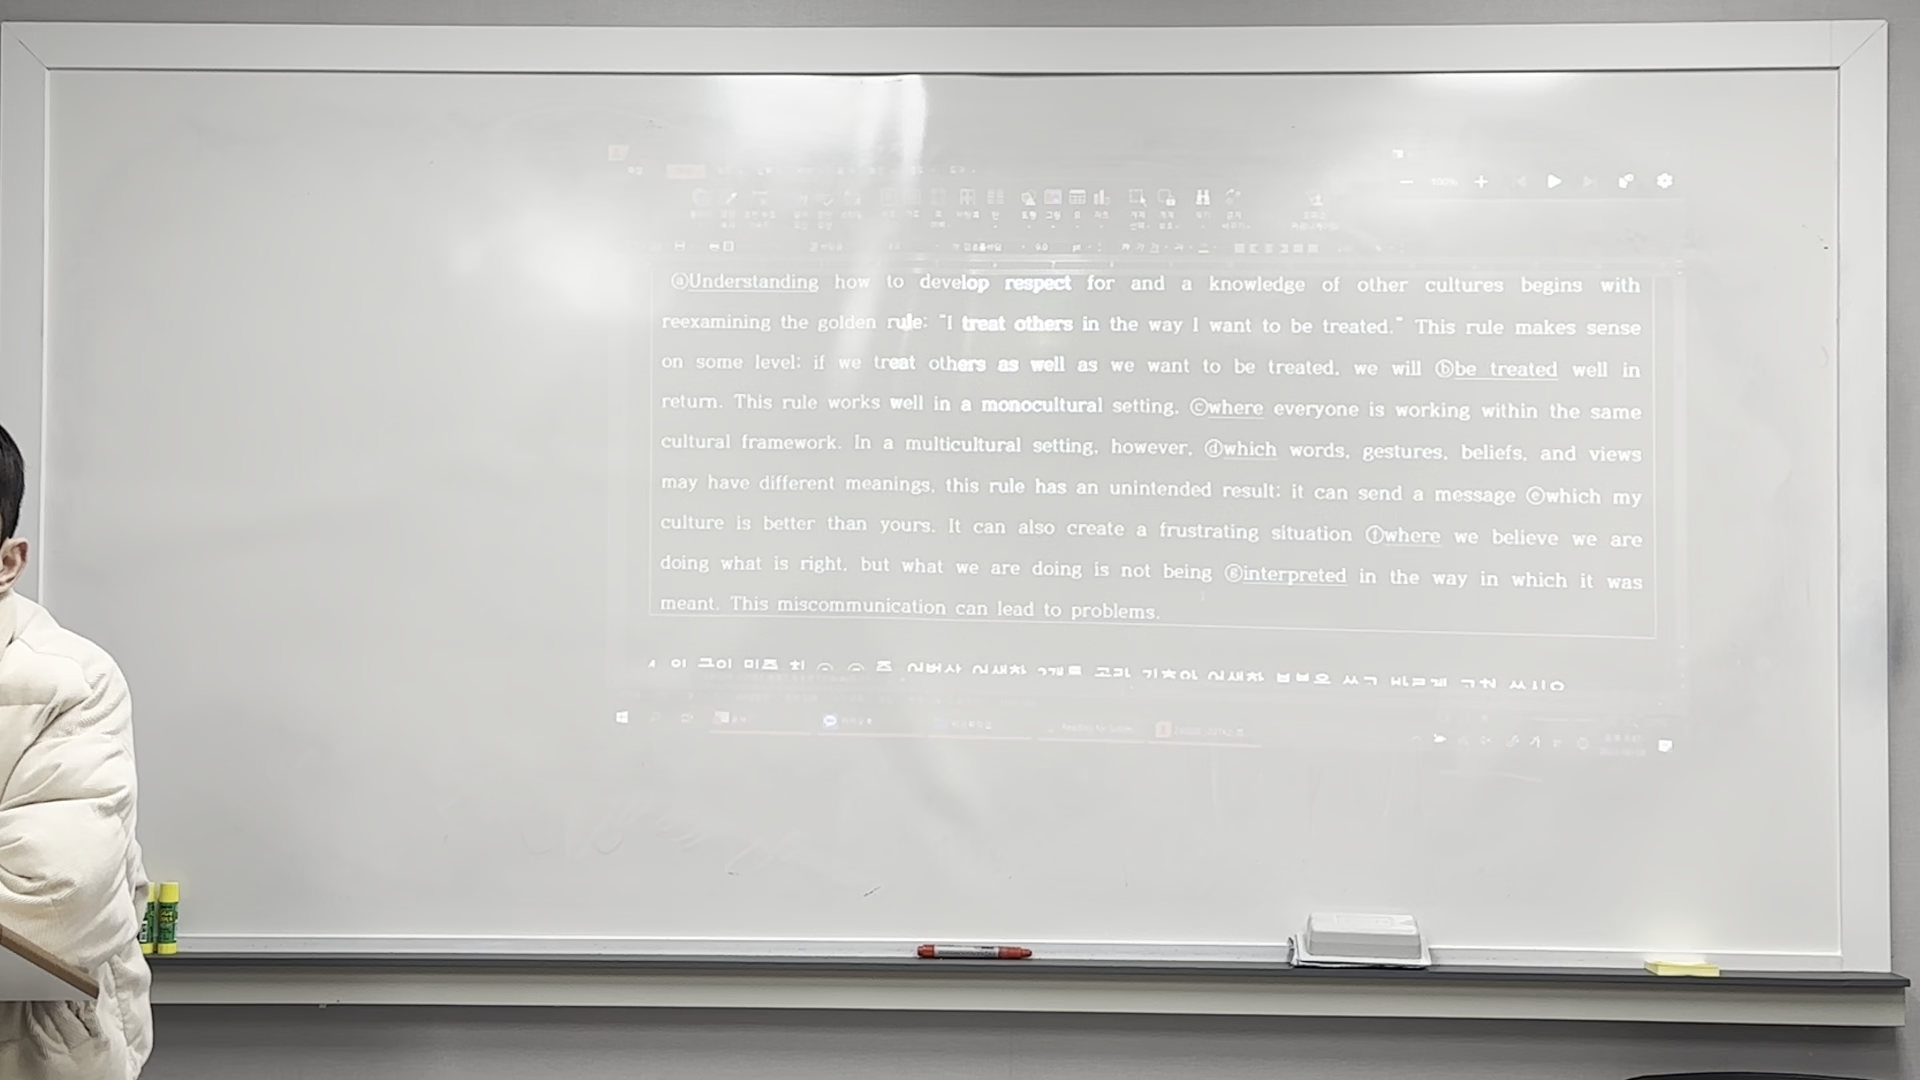 100%
ⓐUnderstanding how to develop respect for and a knowledge of other cultures begins with
reexamining the golden rule: "I treat others in the way I want to be treated." This rule makes sense
on some level: if we treat others as well as we want to be treated, we will ⓑbe treated well in
return. This rule works well in a monocultural setting, ⓒwhere everyone is working within the same
cultural framework. In a multicultural setting, however, ⓓwhich words, gestures, beliefs, and views
may have different meanings, this rule has an unintended result: it can send a message ⓔwhich my
culture is better than yours. It can also create a frustrating situation ⓕwhere we believe we are
doing what is right, but what we are doing is not being ⓖinterpreted in the way in which it was
meant. This miscommunication can lead to problems.